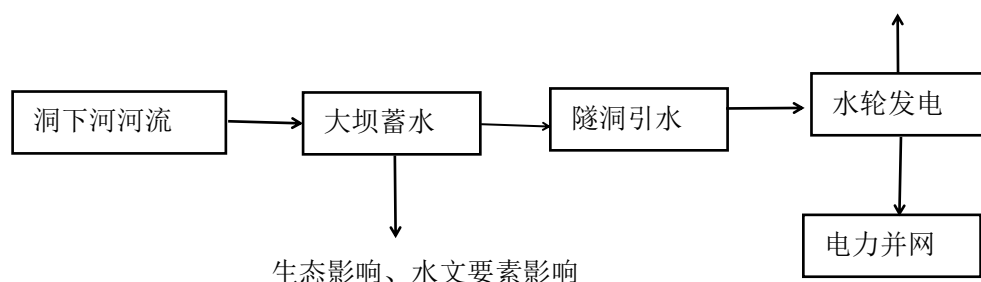 洞下河河流
大坝蓄水
隧洞引水
水轮发电
电力并网
生态影响、水文要素影响